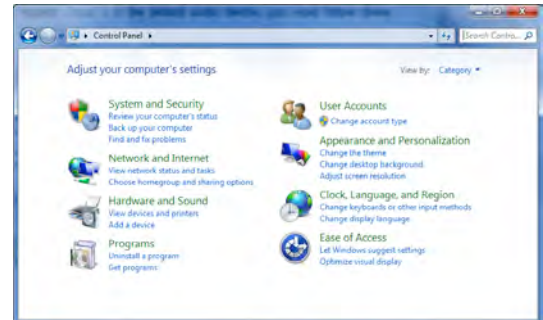 Control Panel
Search Contro...
Adjust your computer's settings
View by: Category
System and Security
Review your computer's status
Back up your computer
Find and fix problems
Network and Internet
View network status and tasks
Choose homegroup and sharing options
Hardware and Sound
View devices and printers
Add a device
Programs
Uninstall a program
Get programs
User Accounts
Change account type
Appearance and Personalization
Change the theme
Change desktop background
Adjust screen resolution
Clock, Language, and Region
Change keyboards or other input methods
Change display language
Ease of Access
Let Windows suggest settings
Optimize visual display